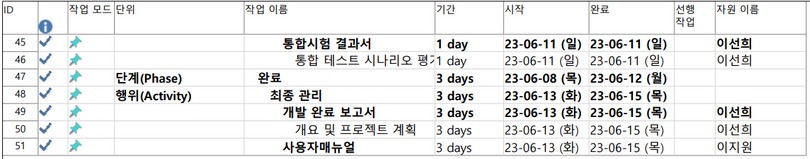 ID 작업 모드 단위 작업 이름 기간 시작 완료 선행 작업 자원 이름
45 통합시험 결과서 1 day 23-06-11 (일) 23-06-11 (일) 이선희
46 통합 테스트 시나리오 평가 1 day 23-06-11 (일) 23-06-11 (일) 이선희
47 단계(Phase) 완료 3 days 23-06-08 (목) 23-06-12 (월)
48 행위(Activity) 최종 관리 3 days 23-06-13 (화) 23-06-15 (목)
49 개발 완료 보고서 3 days 23-06-13 (화) 23-06-15 (목) 이선희
50 개요 및 프로젝트 계획 3 days 23-06-13 (화) 23-06-15 (목) 이선희
51 사용자매뉴얼 3 days 23-06-13 (화) 23-06-15 (목) 이지원